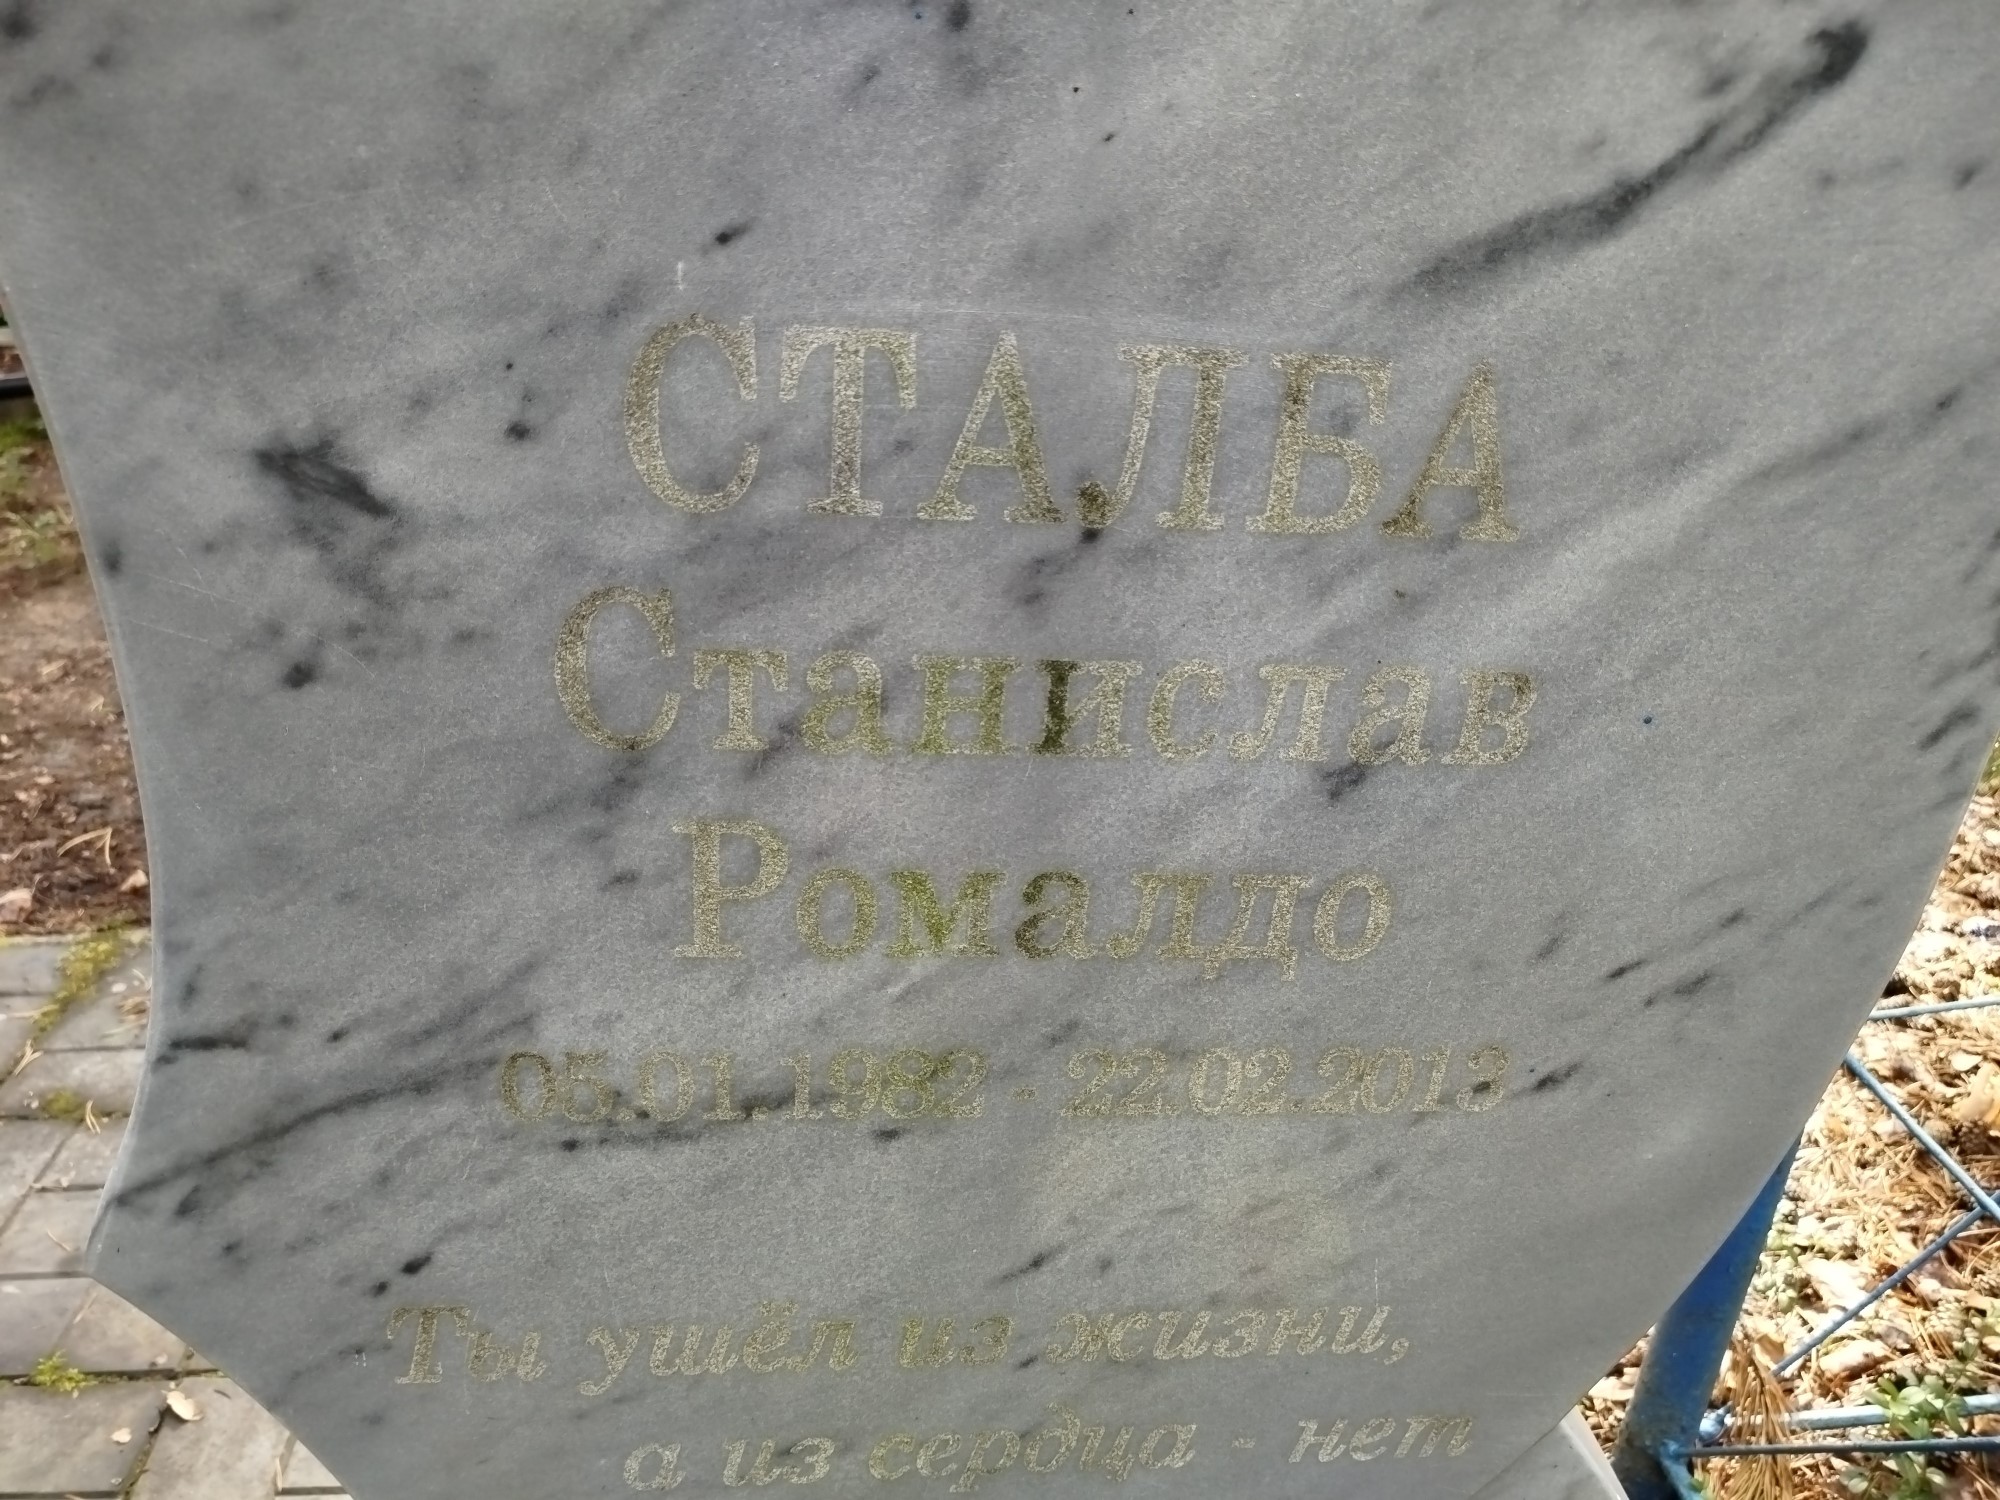 СТАЛБА
Станислав
Ромалдо
05.01.1982 - 22.02.2013
Ты ушёл из жизни,
а из сердца - нет